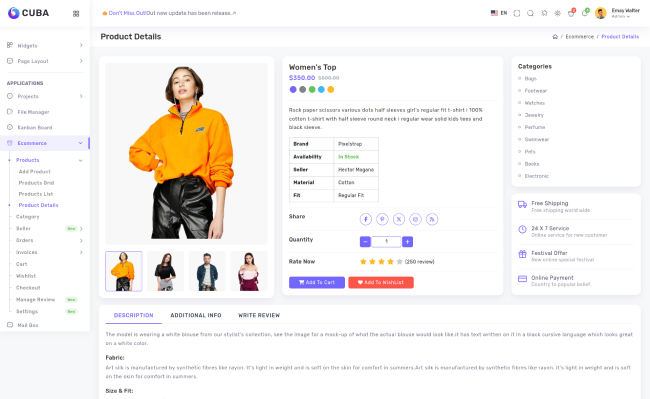 CUBA
Don't Miss Out! Out new update has been release.
EN
Emay Walter
Admin
Widgets
Page Layout
APPLICATIONS
Projects
File Manager
Kanban Board
Ecommerce
Products
Add Product
Products Grid
Products List
Product Details
Category
Seller New
Orders
Invoices
Cart
Wishlist
Checkout
Manage Review New
Settings New
Mail Box
Product Details
/ Ecommerce / Product Details
Women's Top
$350.00 $600.00
Rock paper scissors various dots half sleeves girl's regular fit t-shirt i 100%
cotton t-shirt with half sleeve round neck i regular wear solid kids tees and
black sleeve.
Brand Pixelstrap
Availability In Stock
Seller Hester Magana
Material Cotton
Fit Regular Fit
Share
Quantity
- 1 +
Rate Now
(250 review)
Add To Cart
Add To WishList
Categories
Bags
Footwear
Watches
Jewelry
Perfume
Swimwear
Pets
Books
Electronic
Free Shipping
Free shipping world wide
24 X 7 Service
Online service for new customer
Festival Offer
New online special festival
Online Payment
Country to popular belief.
DESCRIPTION ADDITIONAL INFO WRITE REVIEW
The model is wearing a white blouse from our stylist's collection, see the image for a mock-up of what the actual blouse would look like.it has text written on it in a black cursive language which looks great
on a white color.
Fabric:
Art silk is manufactured by synthetic fibres like rayon. It's light in weight and is soft on the skin for comfort in summers.Art silk is manufactured by synthetic fibres like rayon. It's light in weight and is soft
on the skin for comfort in summers.
Size & Fit: